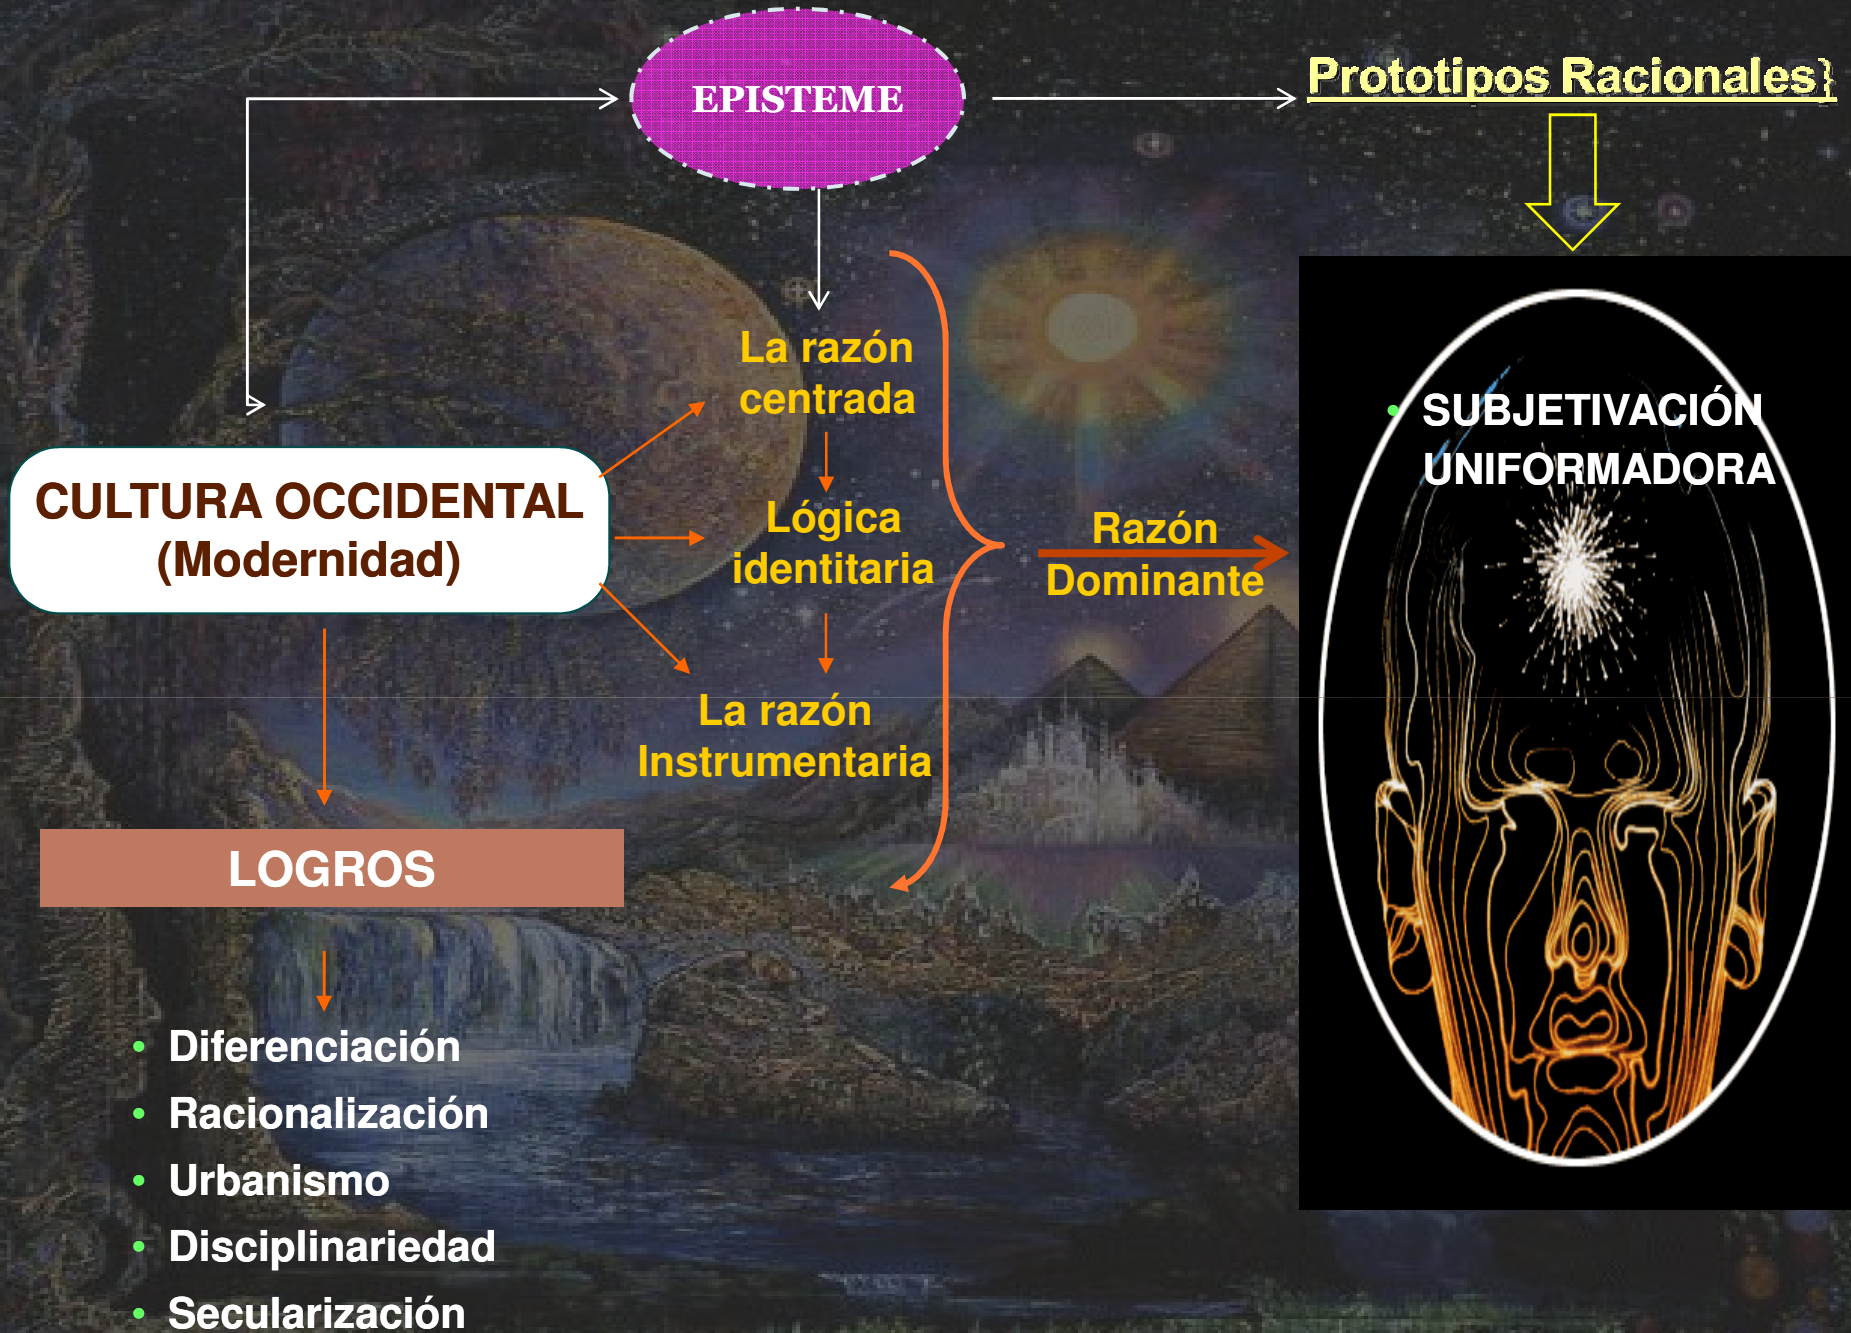 EPISTEME
Prototipos Racionales}
La razón
centrada
• SUBJETIVACIÓN
UNIFORMADORA
CULTURA OCCIDENTAL
(Modernidad)
Lógica
identitaria
Razón
Dominante
La razón
Instrumentaria
LOGROS
• Diferenciación
• Racionalización
• Urbanismo
• Disciplinariedad
• Secularización